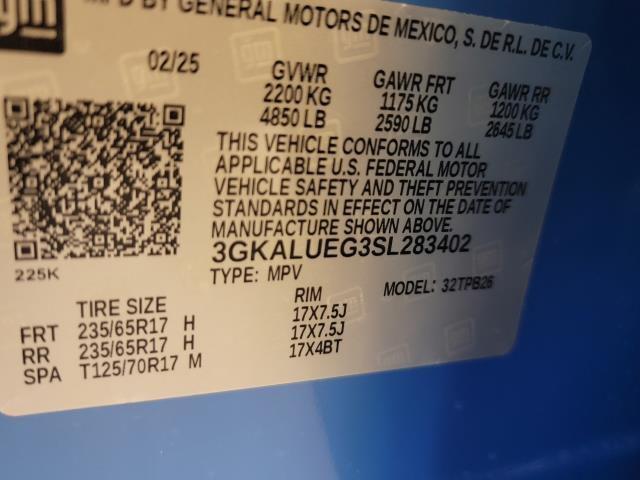 gm MFD BY GENERAL MOTORS DE MEXICO, S. DE R.L. DE C.V.
02/25 GVWR GAWR FRT GAWR RR
2200 KG 1175 KG 1200 KG
4850 LB 2590 LB 2645 LB
THIS VEHICLE CONFORMS TO ALL
APPLICABLE U.S. FEDERAL MOTOR
VEHICLE SAFETY AND THEFT PREVENTION
STANDARDS IN EFFECT ON THE DATE OF
MANUFACTURE SHOWN ABOVE.
3GKALUEG3SL283402
225K TYPE: MPV MODEL: 32TPB26
TIRE SIZE RIM
FRT 235/65R17 H 17X7.5J
RR 235/65R17 H 17X7.5J
SPA T125/70R17 M 17X4BT